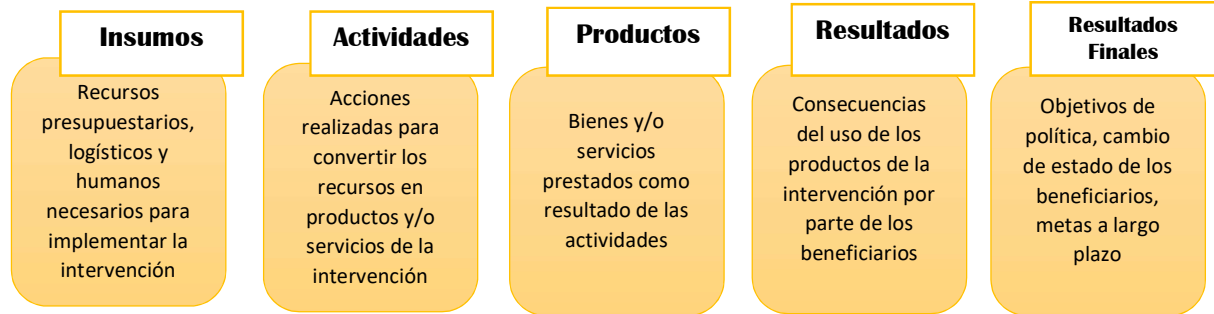 Insumos
Recursos
presupuestarios,
logísticos y
humanos
necesarios para
implementar la
intervención
Actividades
Acciones
realizadas para
convertir los
recursos en
productos y/o
servicios de la
intervención
Productos
Bienes y/o
servicios
prestados como
resultado de las
actividades
Resultados
Consecuencias
del uso de los
productos de la
intervención por
parte de los
beneficiarios
Resultados
Finales
Objetivos de
política, cambio
de estado de los
beneficiarios,
metas a largo
plazo